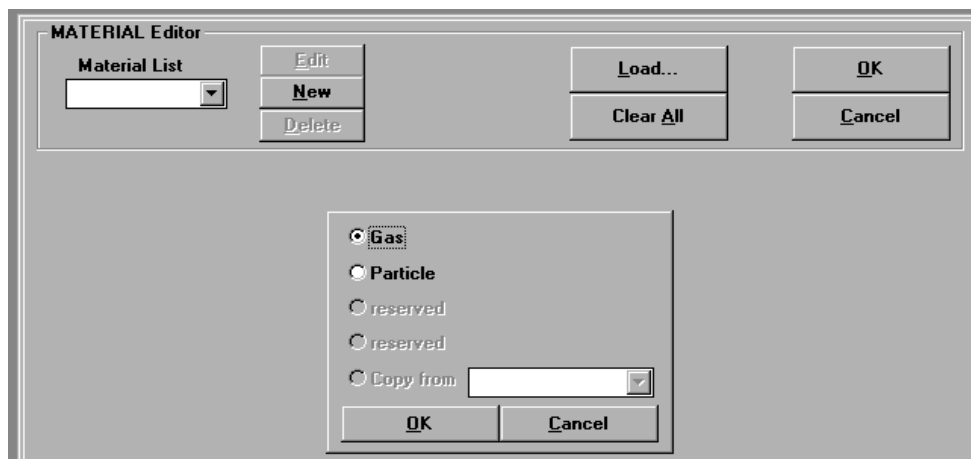 MATERIAL Editor
Material List
Edit
New
Delete
Load...
Clear All
OK
Cancel
Gas
Particle
reserved
reserved
Copy from
OK
Cancel